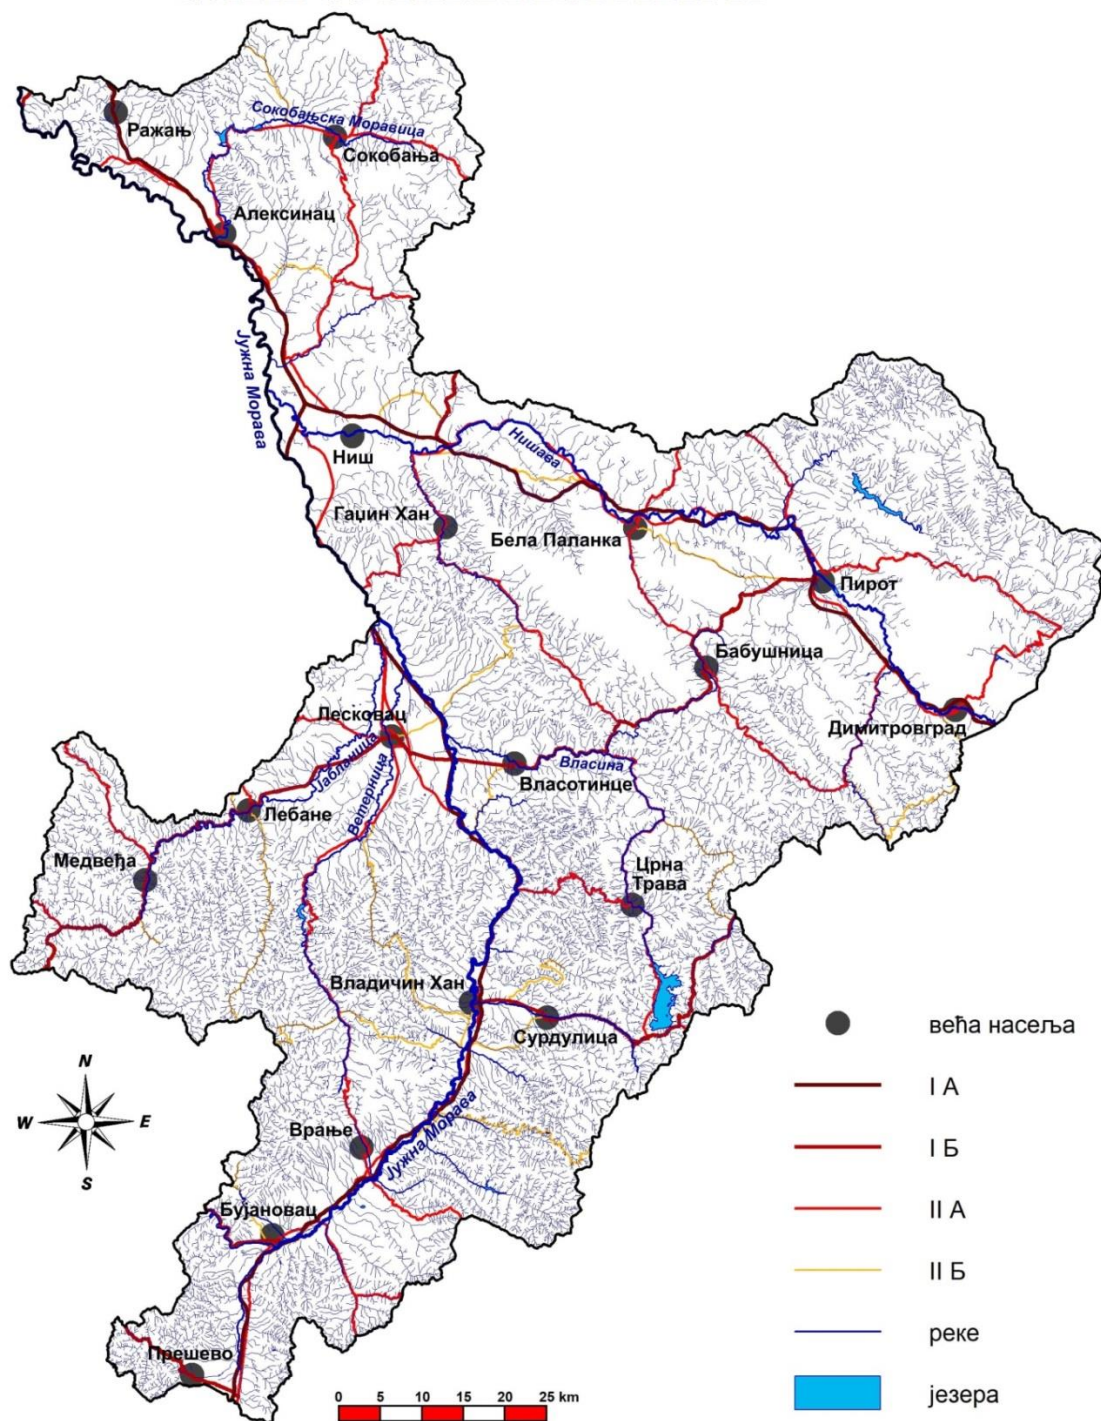 Ражањ
Сокобањска Моравица
Сокобања
Алексинац
Јужна Морава
Ниш
Нишава
Гаџин Хан
Бела Паланка
Пирот
Бабушница
Димитровград
Лесковац
Јабланица
Ветерница
Власина
Власотинце
Лебане
Медвеђа
Црна
Трава
Владичин Хан
Сурдулица
Врање
Јужна Морава
Бујановац
Прешево
N
W
E
S
већа насеља
I А
I Б
II А
II Б
реке
језера
0 5 10 15 20 25 km